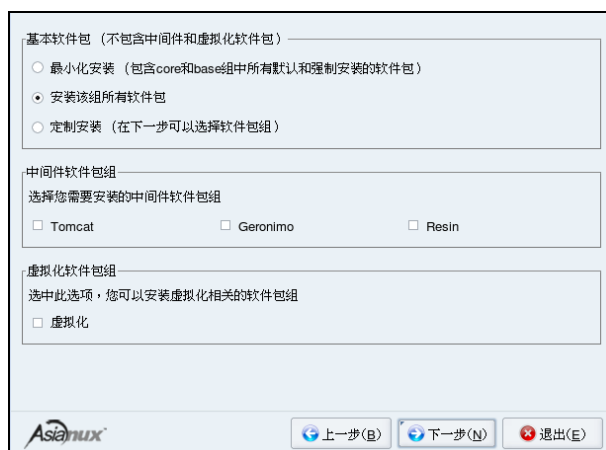 基本软件包（不包含中间件和虚拟化软件包）
最小化安装（包含core和base组中所有默认和强制安装的软件包）
安装该组所有软件包
定制安装（在下一步可以选择软件包组）
中间件软件包组
选择您需要安装的中间件软件包组
Tomcat Geronimo Resin
虚拟化软件包组
选中此选项，您可以安装虚拟化相关的软件包组
虚拟化
Asianux 上一步(B) 下一步(N) 退出(E)